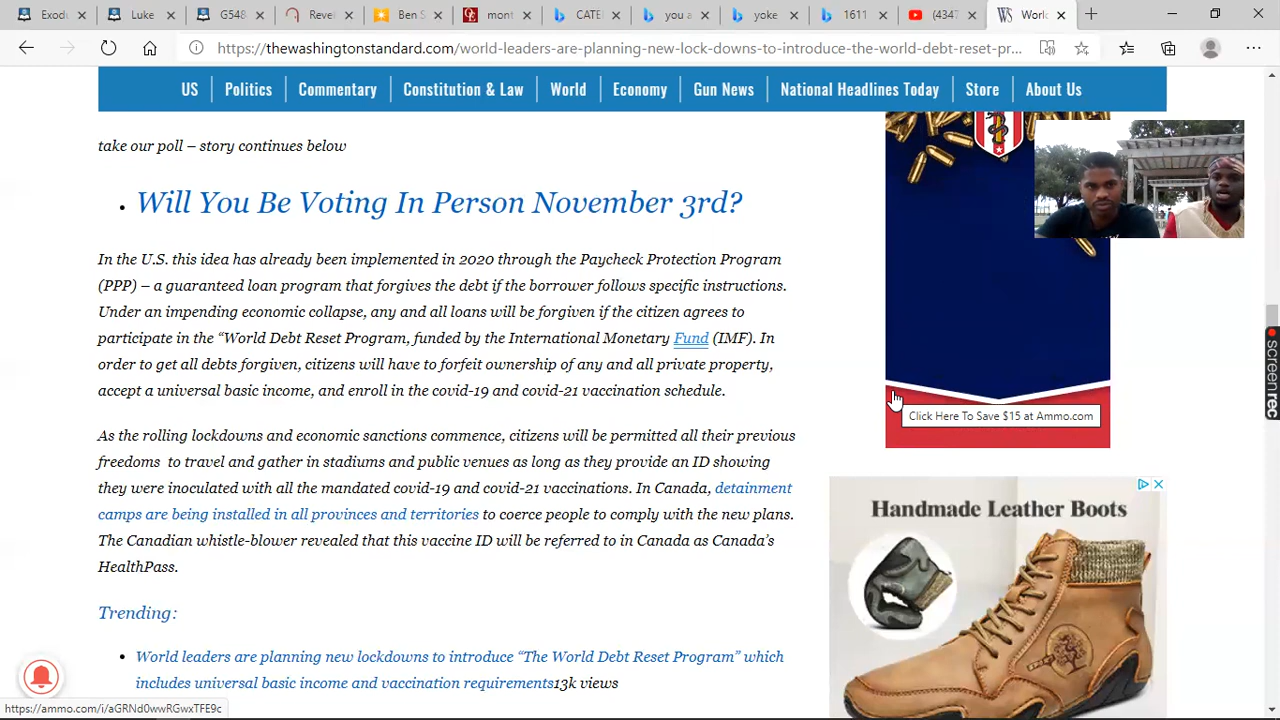 Exodu
Luke
G548
Revel
Ben S
mont
CATE
you a
yoke
1611
(4347
World
https://thewashingtonstandard.com/world-leaders-are-planning-new-lock-downs-to-introduce-the-world-debt-reset-pr...
US
Politics
Commentary
Constitution & Law
World
Economy
Gun News
National Headlines Today
Store
About Us
take our poll – story continues below
• Will You Be Voting In Person November 3rd?
In the U.S. this idea has already been implemented in 2020 through the Paycheck Protection Program
(PPP) – a guaranteed loan program that forgives the debt if the borrower follows specific instructions.
Under an impending economic collapse, any and all loans will be forgiven if the citizen agrees to
participate in the “World Debt Reset Program, funded by the International Monetary Fund (IMF). In
order to get all debts forgiven, citizens will have to forfeit ownership of any and all private property,
accept a universal basic income, and enroll in the covid-19 and covid-21 vaccination schedule.
As the rolling lockdowns and economic sanctions commence, citizens will be permitted all their previous
freedoms to travel and gather in stadiums and public venues as long as they provide an ID showing
they were inoculated with all the mandated covid-19 and covid-21 vaccinations. In Canada, detainment
camps are being installed in all provinces and territories to coerce people to comply with the new plans.
The Canadian whistle-blower revealed that this vaccine ID will be referred to in Canada as Canada’s
HealthPass.
Trending:
• World leaders are planning new lockdowns to introduce “The World Debt Reset Program” which
includes universal basic income and vaccination requirements13k views
Click Here To Save $15 at Ammo.com
Handmade Leather Boots
screenrec
https://ammo.com/i/aGRNd0wwRGwxTFE9c